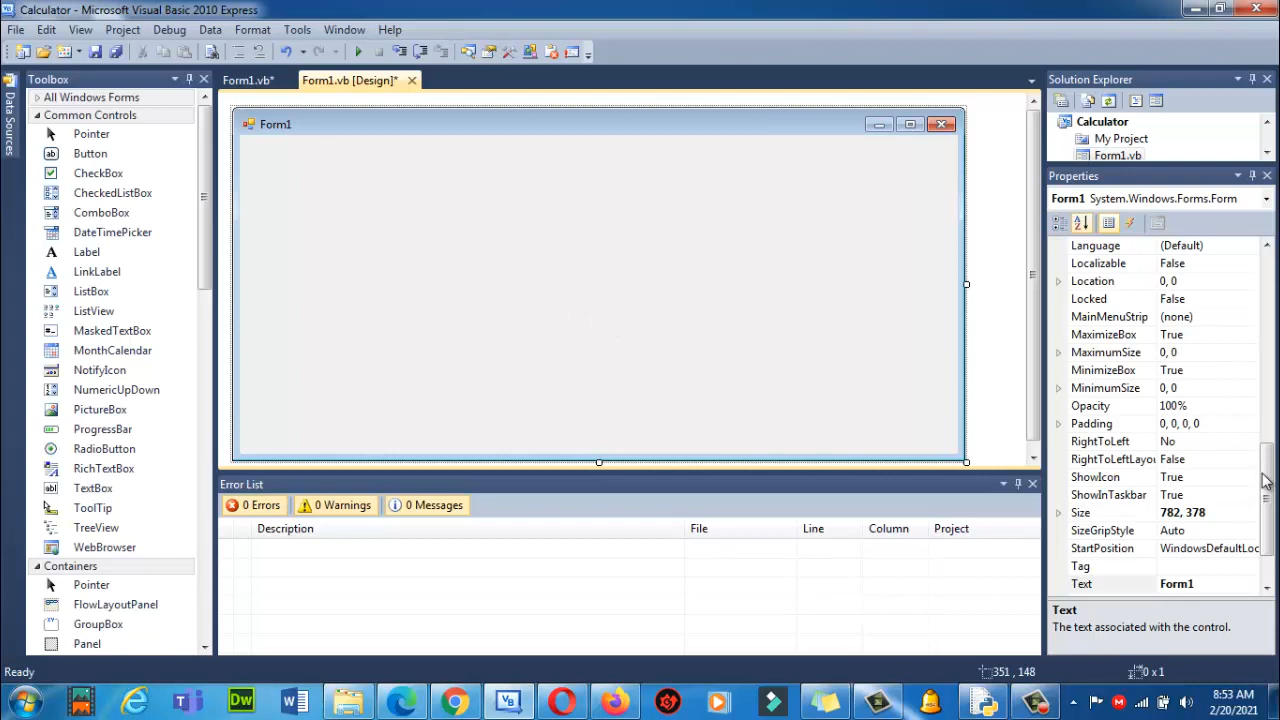 Calculator - Microsoft Visual Basic 2010 Express
File Edit View Project Debug Data Format Tools Window Help
Data Sources
Toolbox
All Windows Forms
Common Controls
Pointer
Button
CheckBox
CheckedListBox
ComboBox
DateTimePicker
Label
LinkLabel
ListBox
ListView
MaskedTextBox
MonthCalendar
NotifyIcon
NumericUpDown
PictureBox
ProgressBar
RadioButton
RichTextBox
TextBox
ToolTip
TreeView
WebBrowser
Containers
Pointer
FlowLayoutPanel
GroupBox
Panel
Form1.vb* Form1.vb [Design]*
Form1
Error List
0 Errors 0 Warnings 0 Messages
Description File Line Column Project
Solution Explorer
Calculator
My Project
Form1.vb
Properties
Form1 System.Windows.Forms.Form
Language (Default)
Localizable False
Location 0, 0
Locked False
MainMenuStrip (none)
MaximizeBox True
MaximumSize 0, 0
MinimizeBox True
MinimumSize 0, 0
Opacity 100%
Padding 0, 0, 0, 0
RightToLeft No
RightToLeftLayou False
ShowIcon True
ShowInTaskbar True
Size 782, 378
SizeGripStyle Auto
StartPosition WindowsDefaultLoc
Tag
Text Form1
Text
The text associated with the control.
Ready 351 , 148 0 x 1
Dw W
8:53 AM
2/20/2021